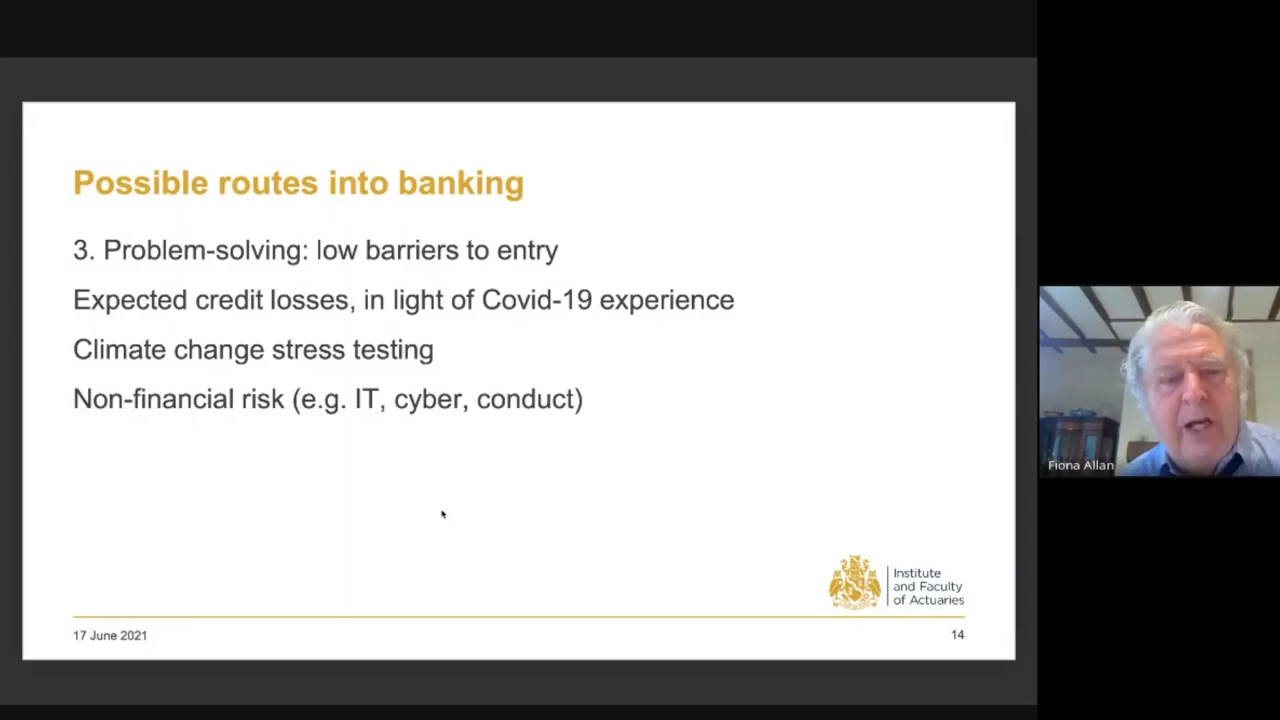 Possible routes into banking
3. Problem-solving: low barriers to entry
Expected credit losses, in light of Covid-19 experience
Climate change stress testing
Non-financial risk (e.g. IT, cyber, conduct)
Fiona Allan
Institute
and Faculty
of Actuaries
17 June 2021
14